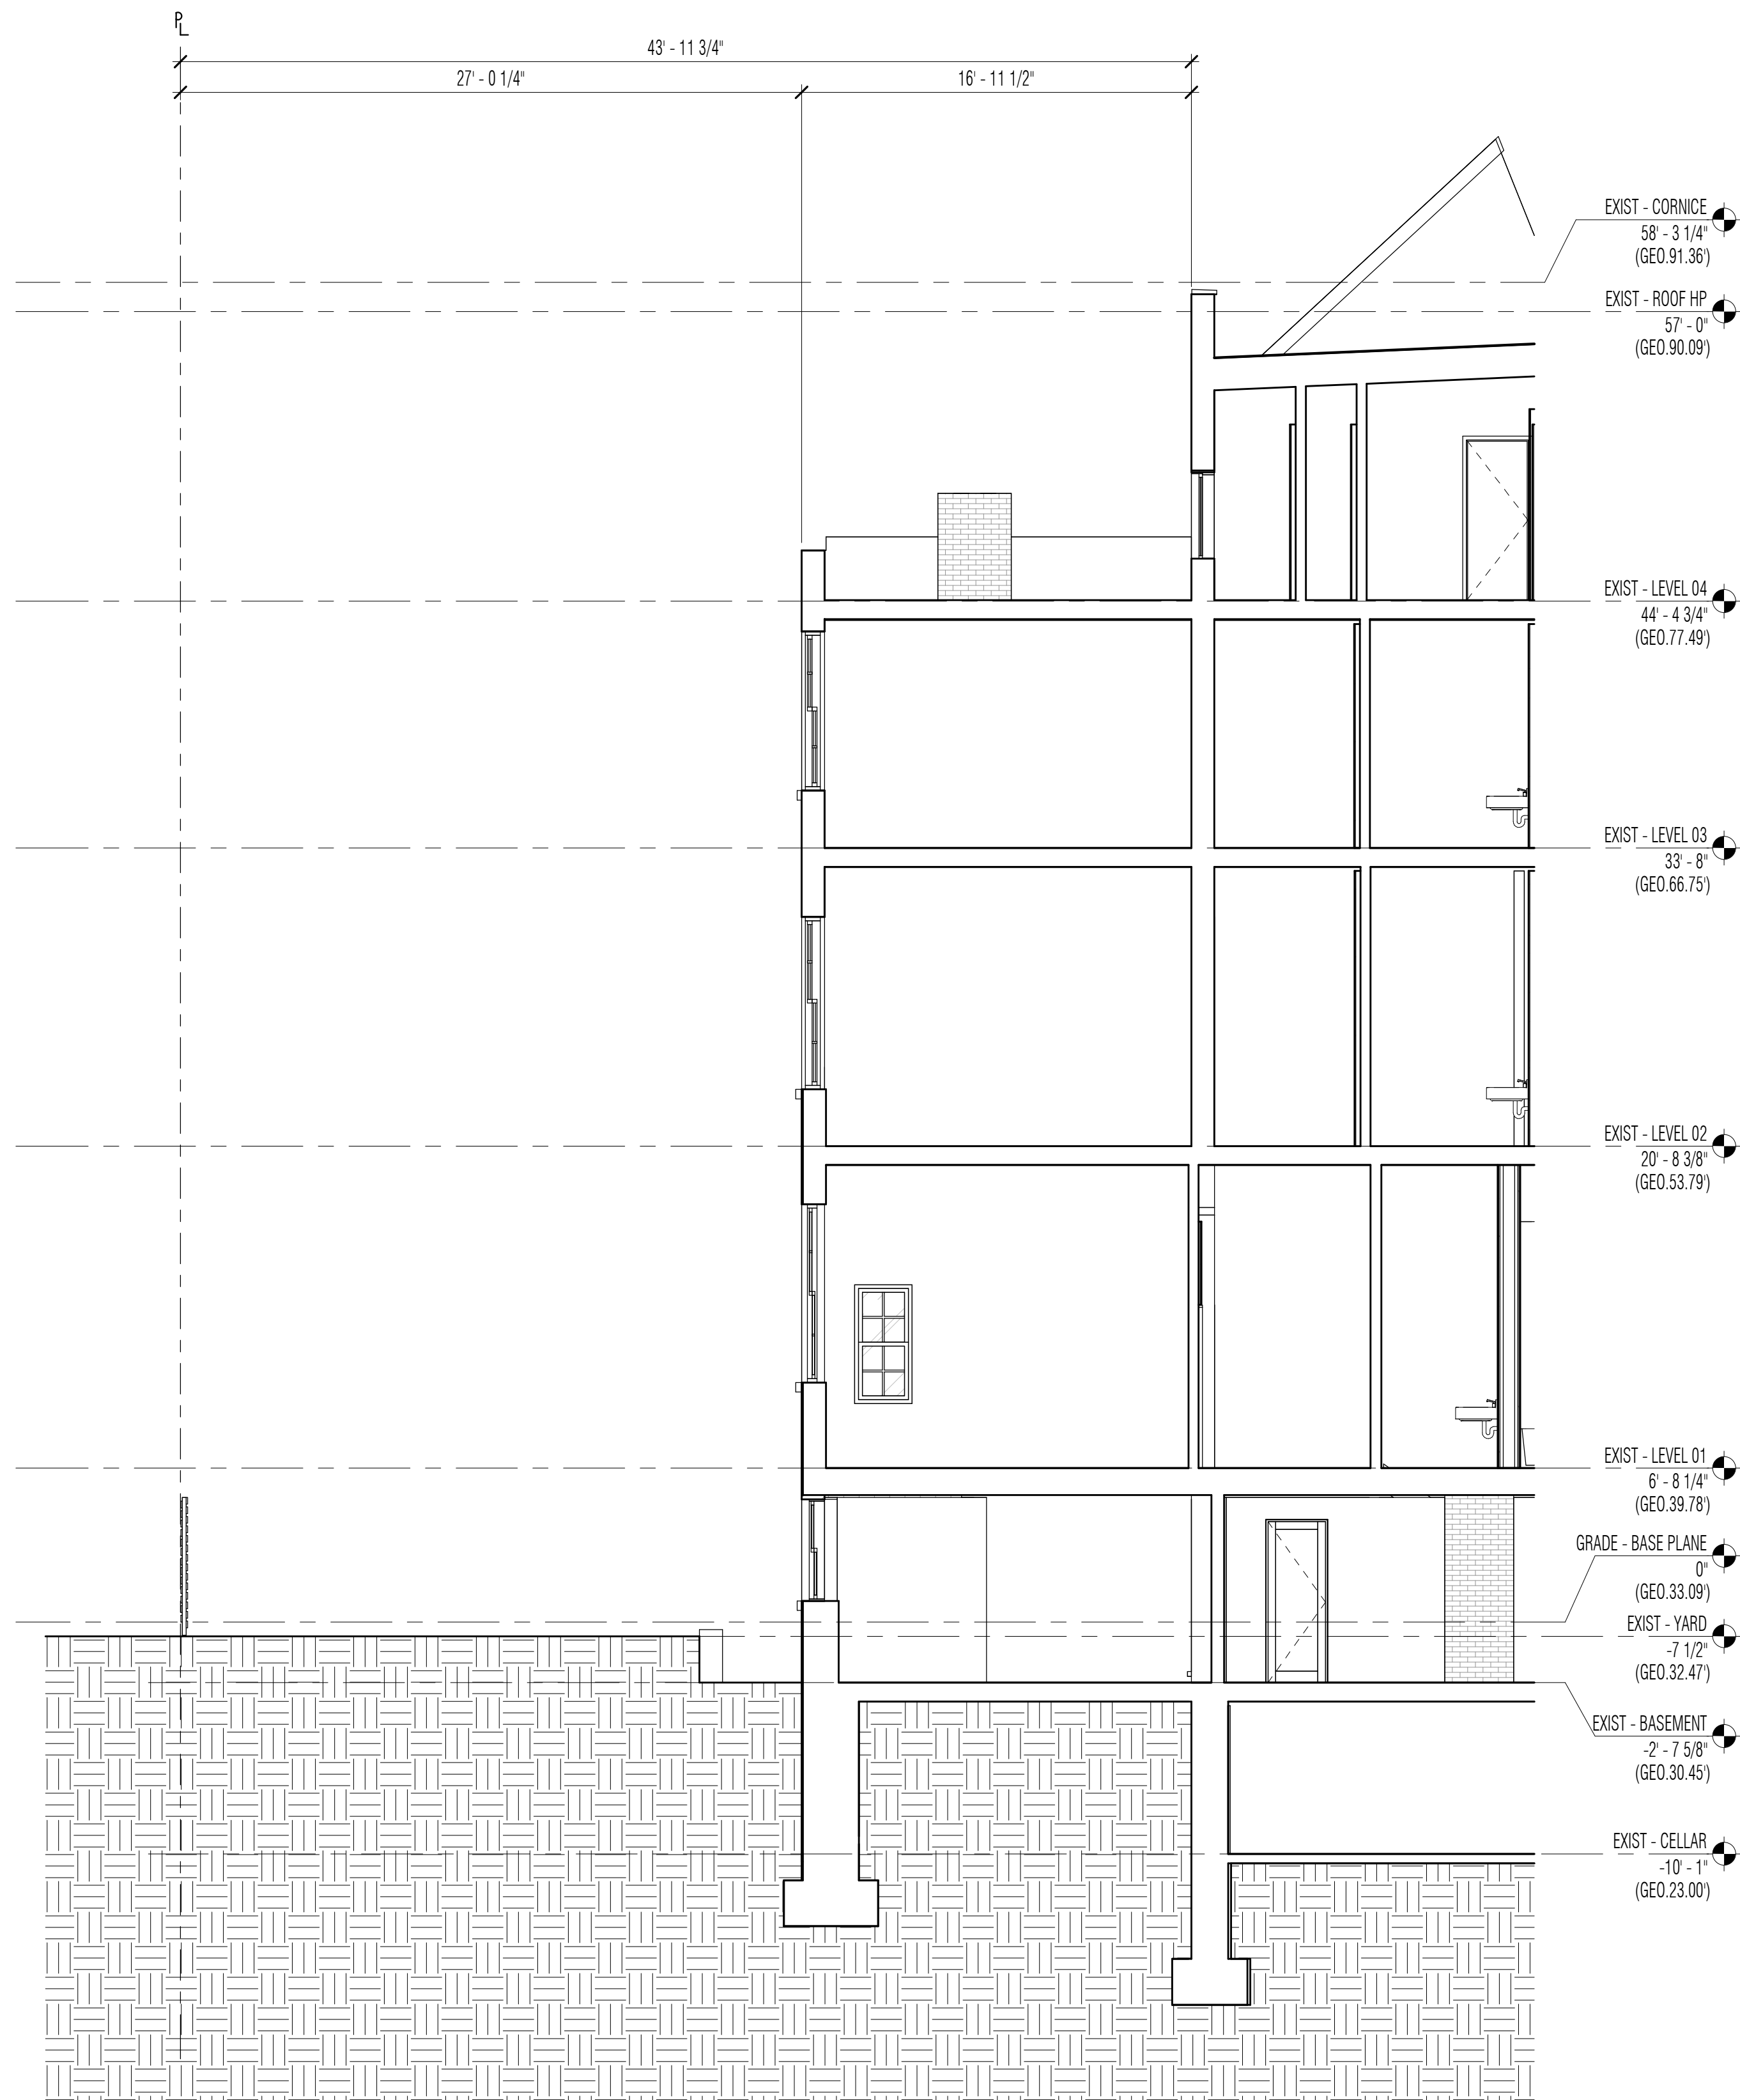 PL
43' - 11 3/4"
27' - 0 1/4"
16' - 11 1/2"
EXIST - CORNICE
58' - 3 1/4"
(GEO.91.36')
EXIST - ROOF HP
57' - 0"
(GEO.90.09')
EXIST - LEVEL 04
44' - 4 3/4"
(GEO.77.49')
EXIST - LEVEL 03
33' - 8"
(GEO.66.75')
EXIST - LEVEL 02
20' - 8 3/8"
(GEO.53.79')
EXIST - LEVEL 01
6' - 8 1/4"
(GEO.39.78')
GRADE - BASE PLANE
0"
(GEO.33.09')
EXIST - YARD
-7 1/2"
(GEO.32.47')
EXIST - BASEMENT
-2' - 7 5/8"
(GEO.30.45')
EXIST - CELLAR
-10' - 1"
(GEO.23.00')